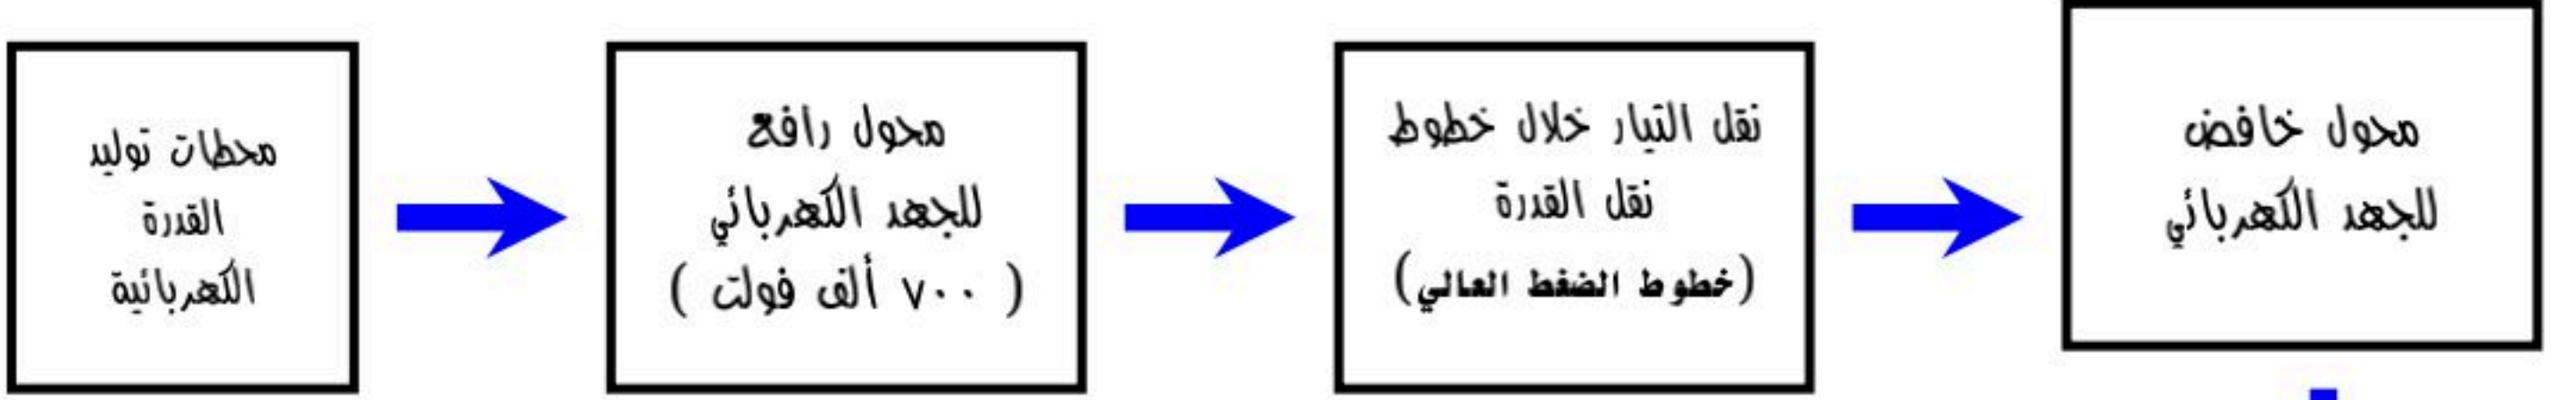 محطات توليد
القدرة
الكهربائية
محول رافع
للجهد الكهربائي
( ٧٠٠ ألف فولت )
نقل التيار خلال خطوط
نقل القدرة
(خطوط الضغط العالي)
محول خافض
للجهد الكهربائي